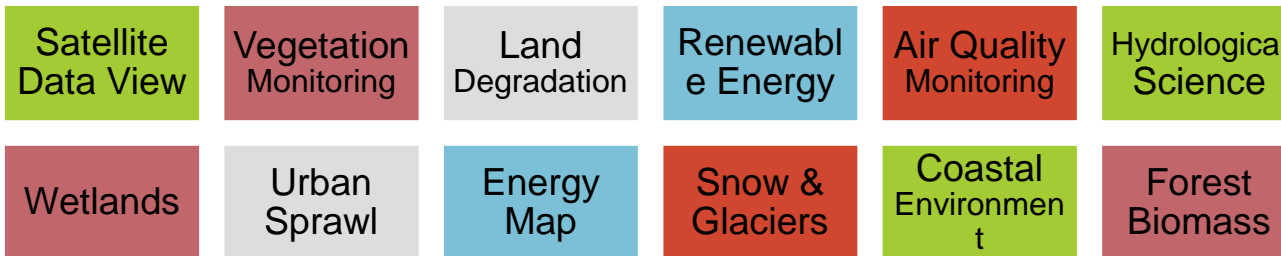 Satellite
Data View
Vegetation
Monitoring
Land
Degradation
Renewabl
e Energy
Air Quality
Monitoring
Hydrologica
Science
Wetlands
Urban
Sprawl
Energy
Map
Snow &
Glaciers
Coastal
Environmen
t
Forest
Biomass